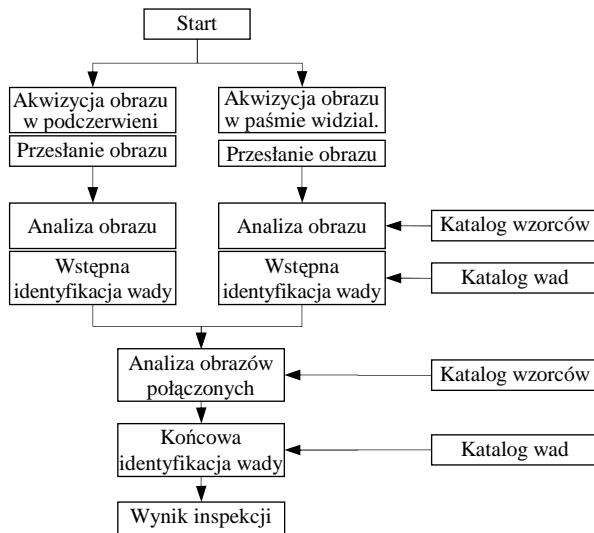 Start
Akwizycja obrazu
w podczerwieni
Przesłanie obrazu
Akwizycja obrazu
w paśmie widzial.
Przesłanie obrazu
Analiza obrazu
Wstępna
identyfikacja wady
Analiza obrazu
Wstępna
identyfikacja wady
Katalog wzorców
Katalog wad
Analiza obrazów
połączonych
Katalog wzorców
Końcowa
identyfikacja wady
Katalog wad
Wynik inspekcji